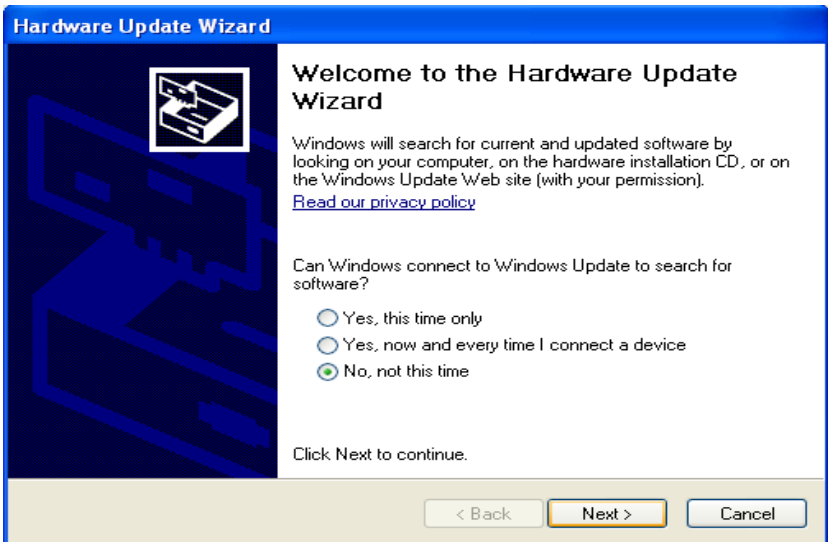 Hardware Update Wizard
Welcome to the Hardware Update
Wizard
Windows will search for current and updated software by
looking on your computer, on the hardware installation CD, or on
the Windows Update Web site (with your permission).
Read our privacy policy
Can Windows connect to Windows Update to search for
software?
Yes, this time only
Yes, now and every time I connect a device
No, not this time
Click Next to continue.
< Back
Next >
Cancel